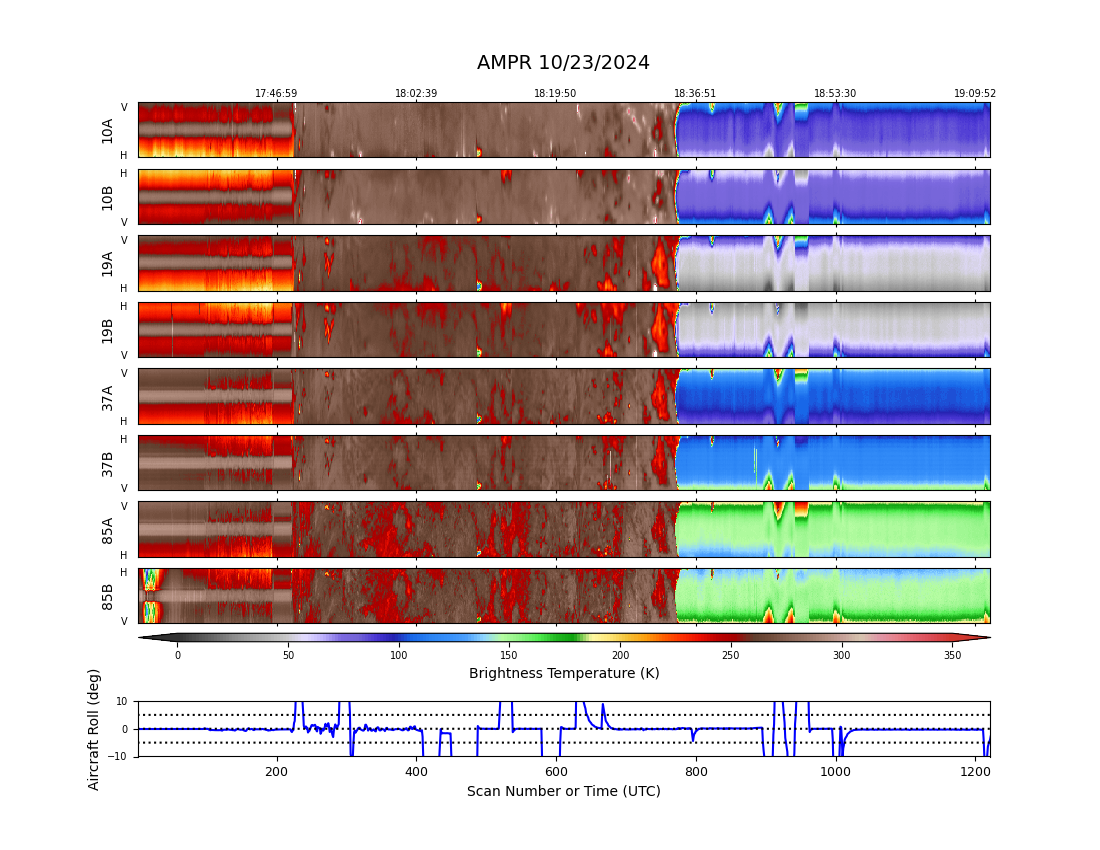 AMPR 10/23/2024
17:46:59 18:02:39 18:19:50 18:36:51 18:53:30 19:09:52
V
10A
H
H
10B
V
V
19A
H
H
19B
V
V
37A
H
H
37B
V
V
85A
H
H
85B
V
0 50 100 150 200 250 300 350
Brightness Temperature (K)
Aircraft Roll (deg)
10
0
−10
200 400 600 800 1000 1200
Scan Number or Time (UTC)